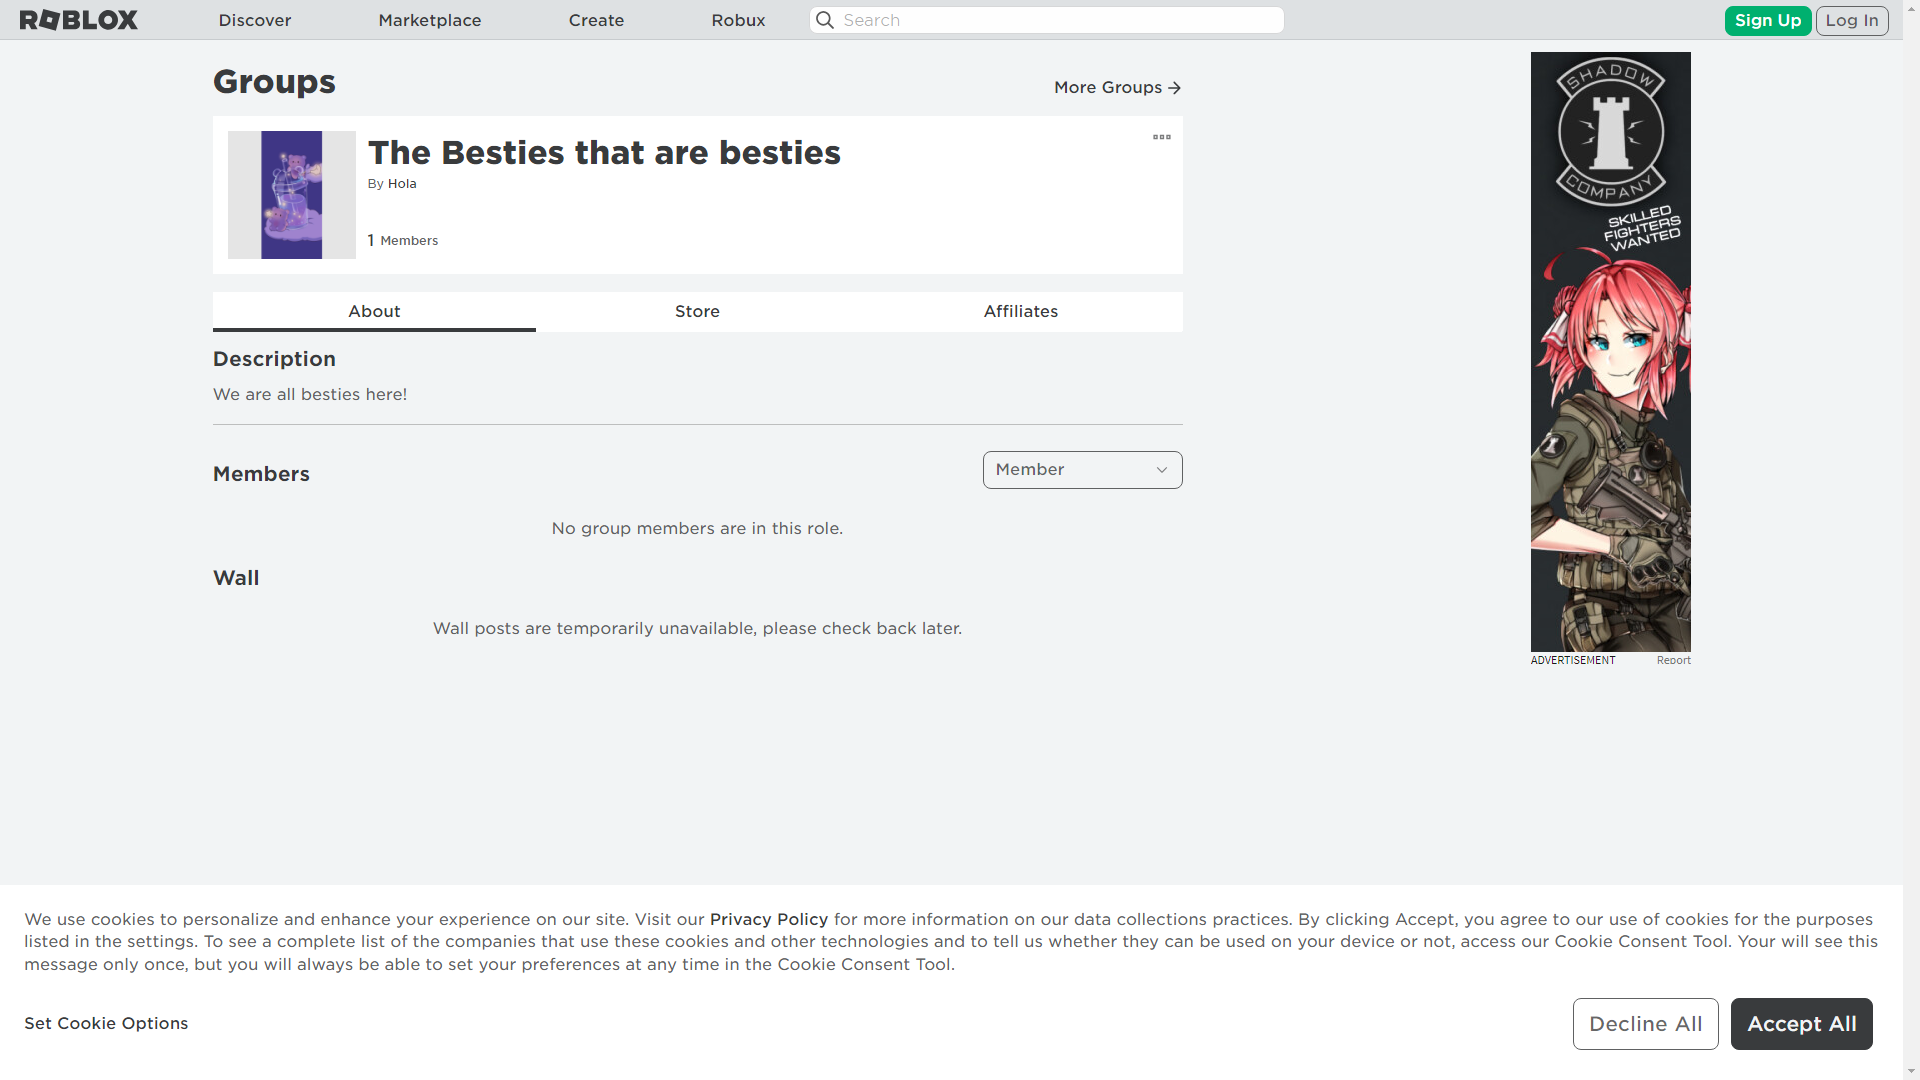 ROBLOX
Discover
Marketplace
Create
Robux
Search
Sign Up
Log In
Groups
More Groups
The Besties that are besties
By Hola
1 Members
About
Store
Affiliates
Description
We are all besties here!
Members
Member
No group members are in this role.
Wall
Wall posts are temporarily unavailable, please check back later.
SHADOW
COMPANY
SKILLED
FIGHTERS
WANTED
ADVERTISEMENT
Report
We use cookies to personalize and enhance your experience on our site. Visit our Privacy Policy for more information on our data collections practices. By clicking Accept, you agree to our use of cookies for the purposes
listed in the settings. To see a complete list of the companies that use these cookies and other technologies and to tell us whether they can be used on your device or not, access our Cookie Consent Tool. Your will see this
message only once, but you will always be able to set your preferences at any time in the Cookie Consent Tool.
Set Cookie Options
Decline All
Accept All